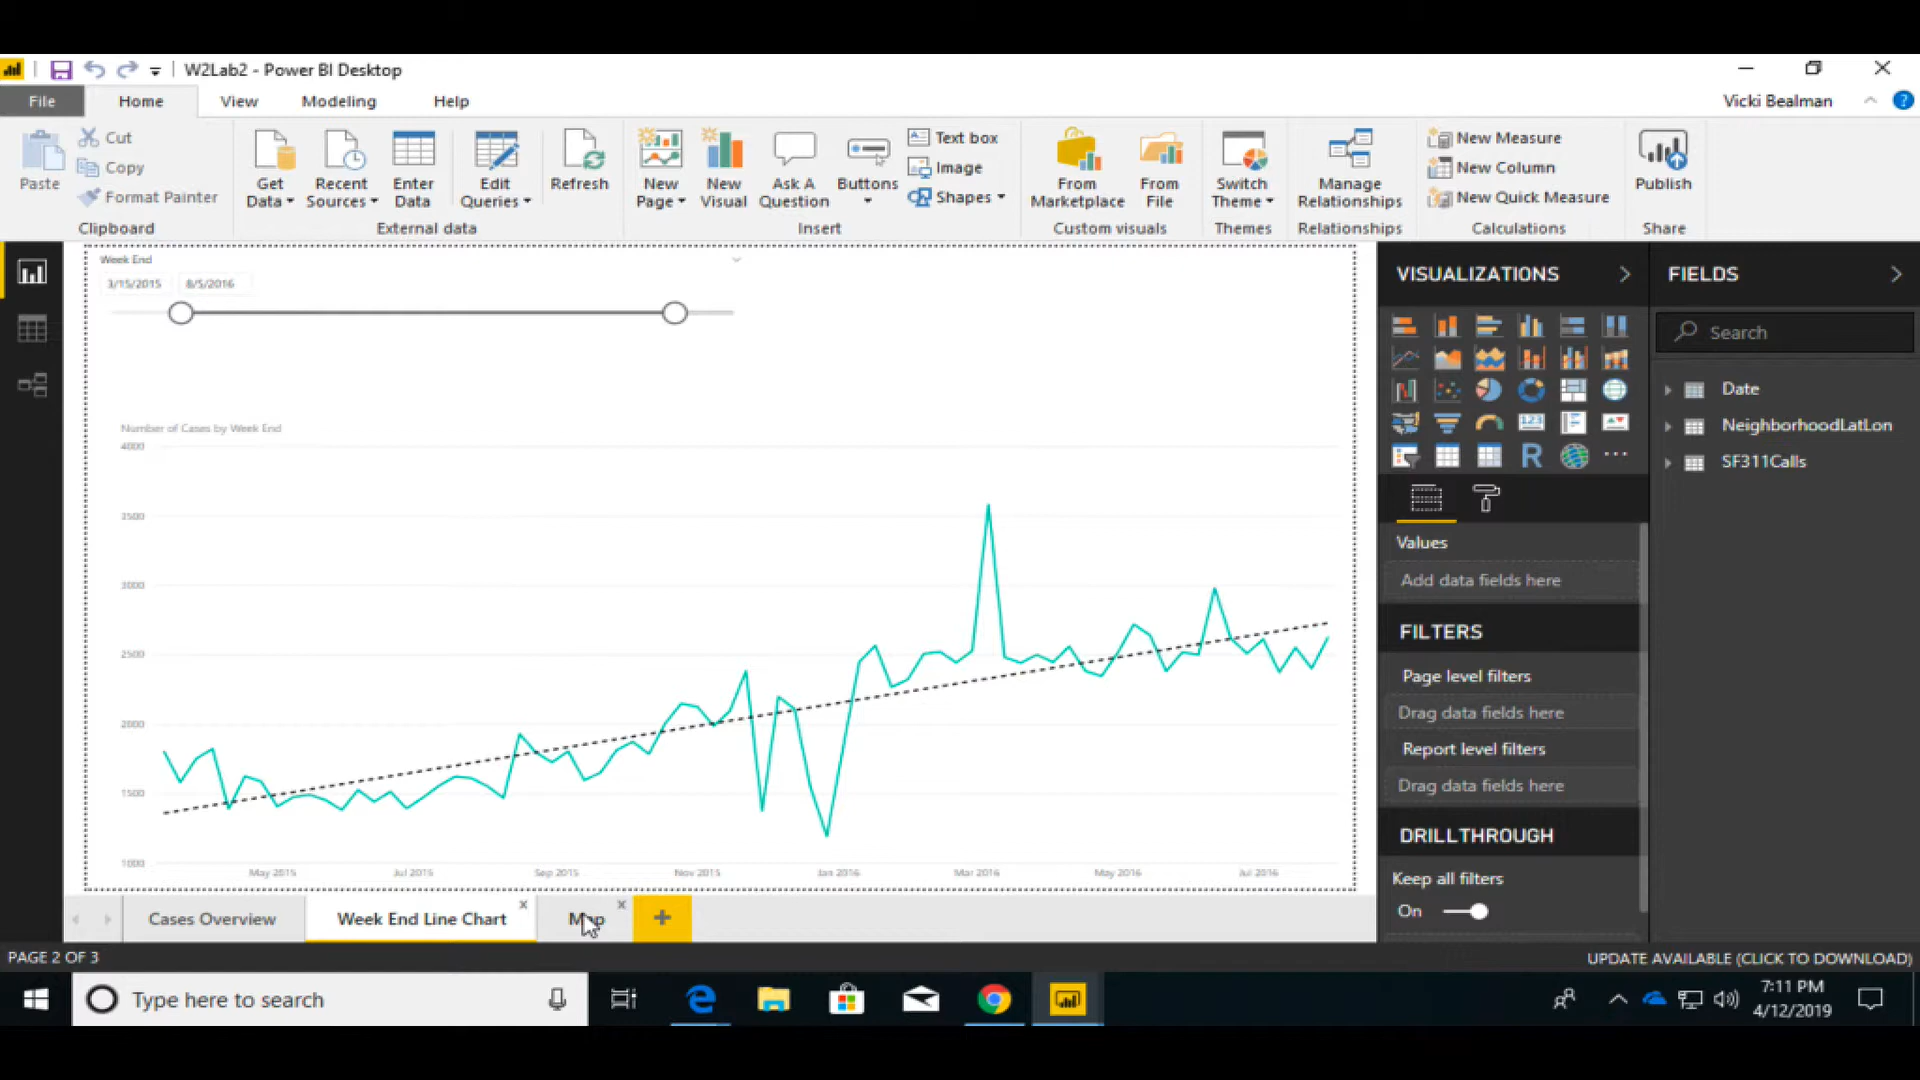 W2Lab2 - Power BI Desktop
File
Home
View
Modeling
Help
Vicki Bealman
?
Paste
Cut
Copy
Format Painter
Clipboard
Get Data
Recent Sources
Enter Data
Edit Queries
Refresh
External data
New Page
New Visual
Ask A Question
Buttons
Text box
Image
Shapes
Insert
From Marketplace
From File
Custom visuals
Switch Theme
Themes
Manage Relationships
Relationships
New Measure
New Column
New Quick Measure
Calculations
Publish
Share
Week End
3/15/2015
8/5/2016
Number of Cases by Week End
4000
3500
3000
2500
2000
1500
1000
May 2015
Jul 2015
Sep 2015
Nov 2015
Jan 2016
Mar 2016
May 2016
Jul 2016
VISUALIZATIONS
123
R
Values
Add data fields here
FILTERS
Page level filters
Drag data fields here
Report level filters
Drag data fields here
DRILLTHROUGH
Keep all filters
On
FIELDS
Search
Date
NeighborhoodLatLon
SF311Calls
Cases Overview
Week End Line Chart
x
Map
x
+
PAGE 2 OF 3
UPDATE AVAILABLE (CLICK TO DOWNLOAD)
Type here to search
7:11 PM
4/12/2019